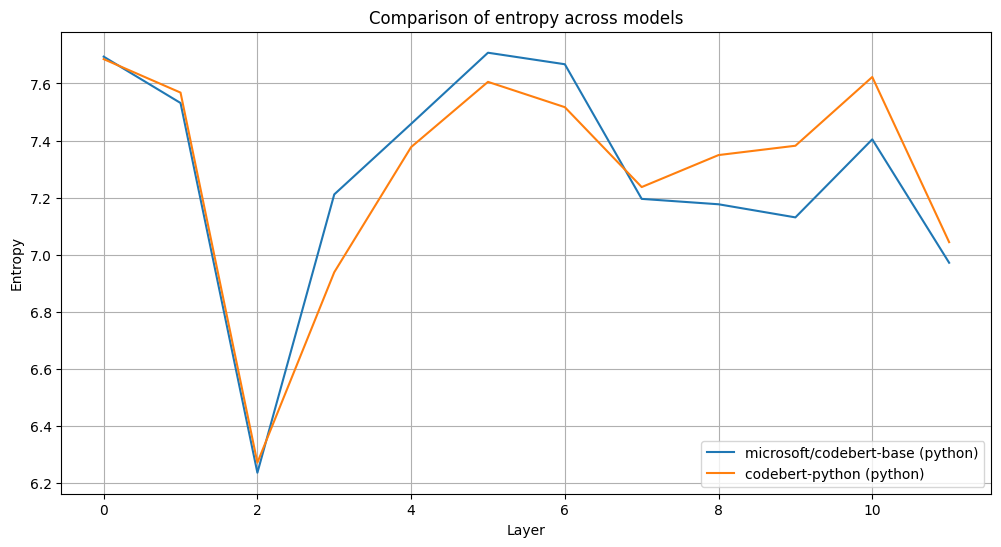 Comparison of entropy across models
Entropy
7.6
7.4
7.2
7.0
6.8
6.6
6.4
6.2
0 2 4 6 8 10
Layer
microsoft/codebert-base (python)
codebert-python (python)